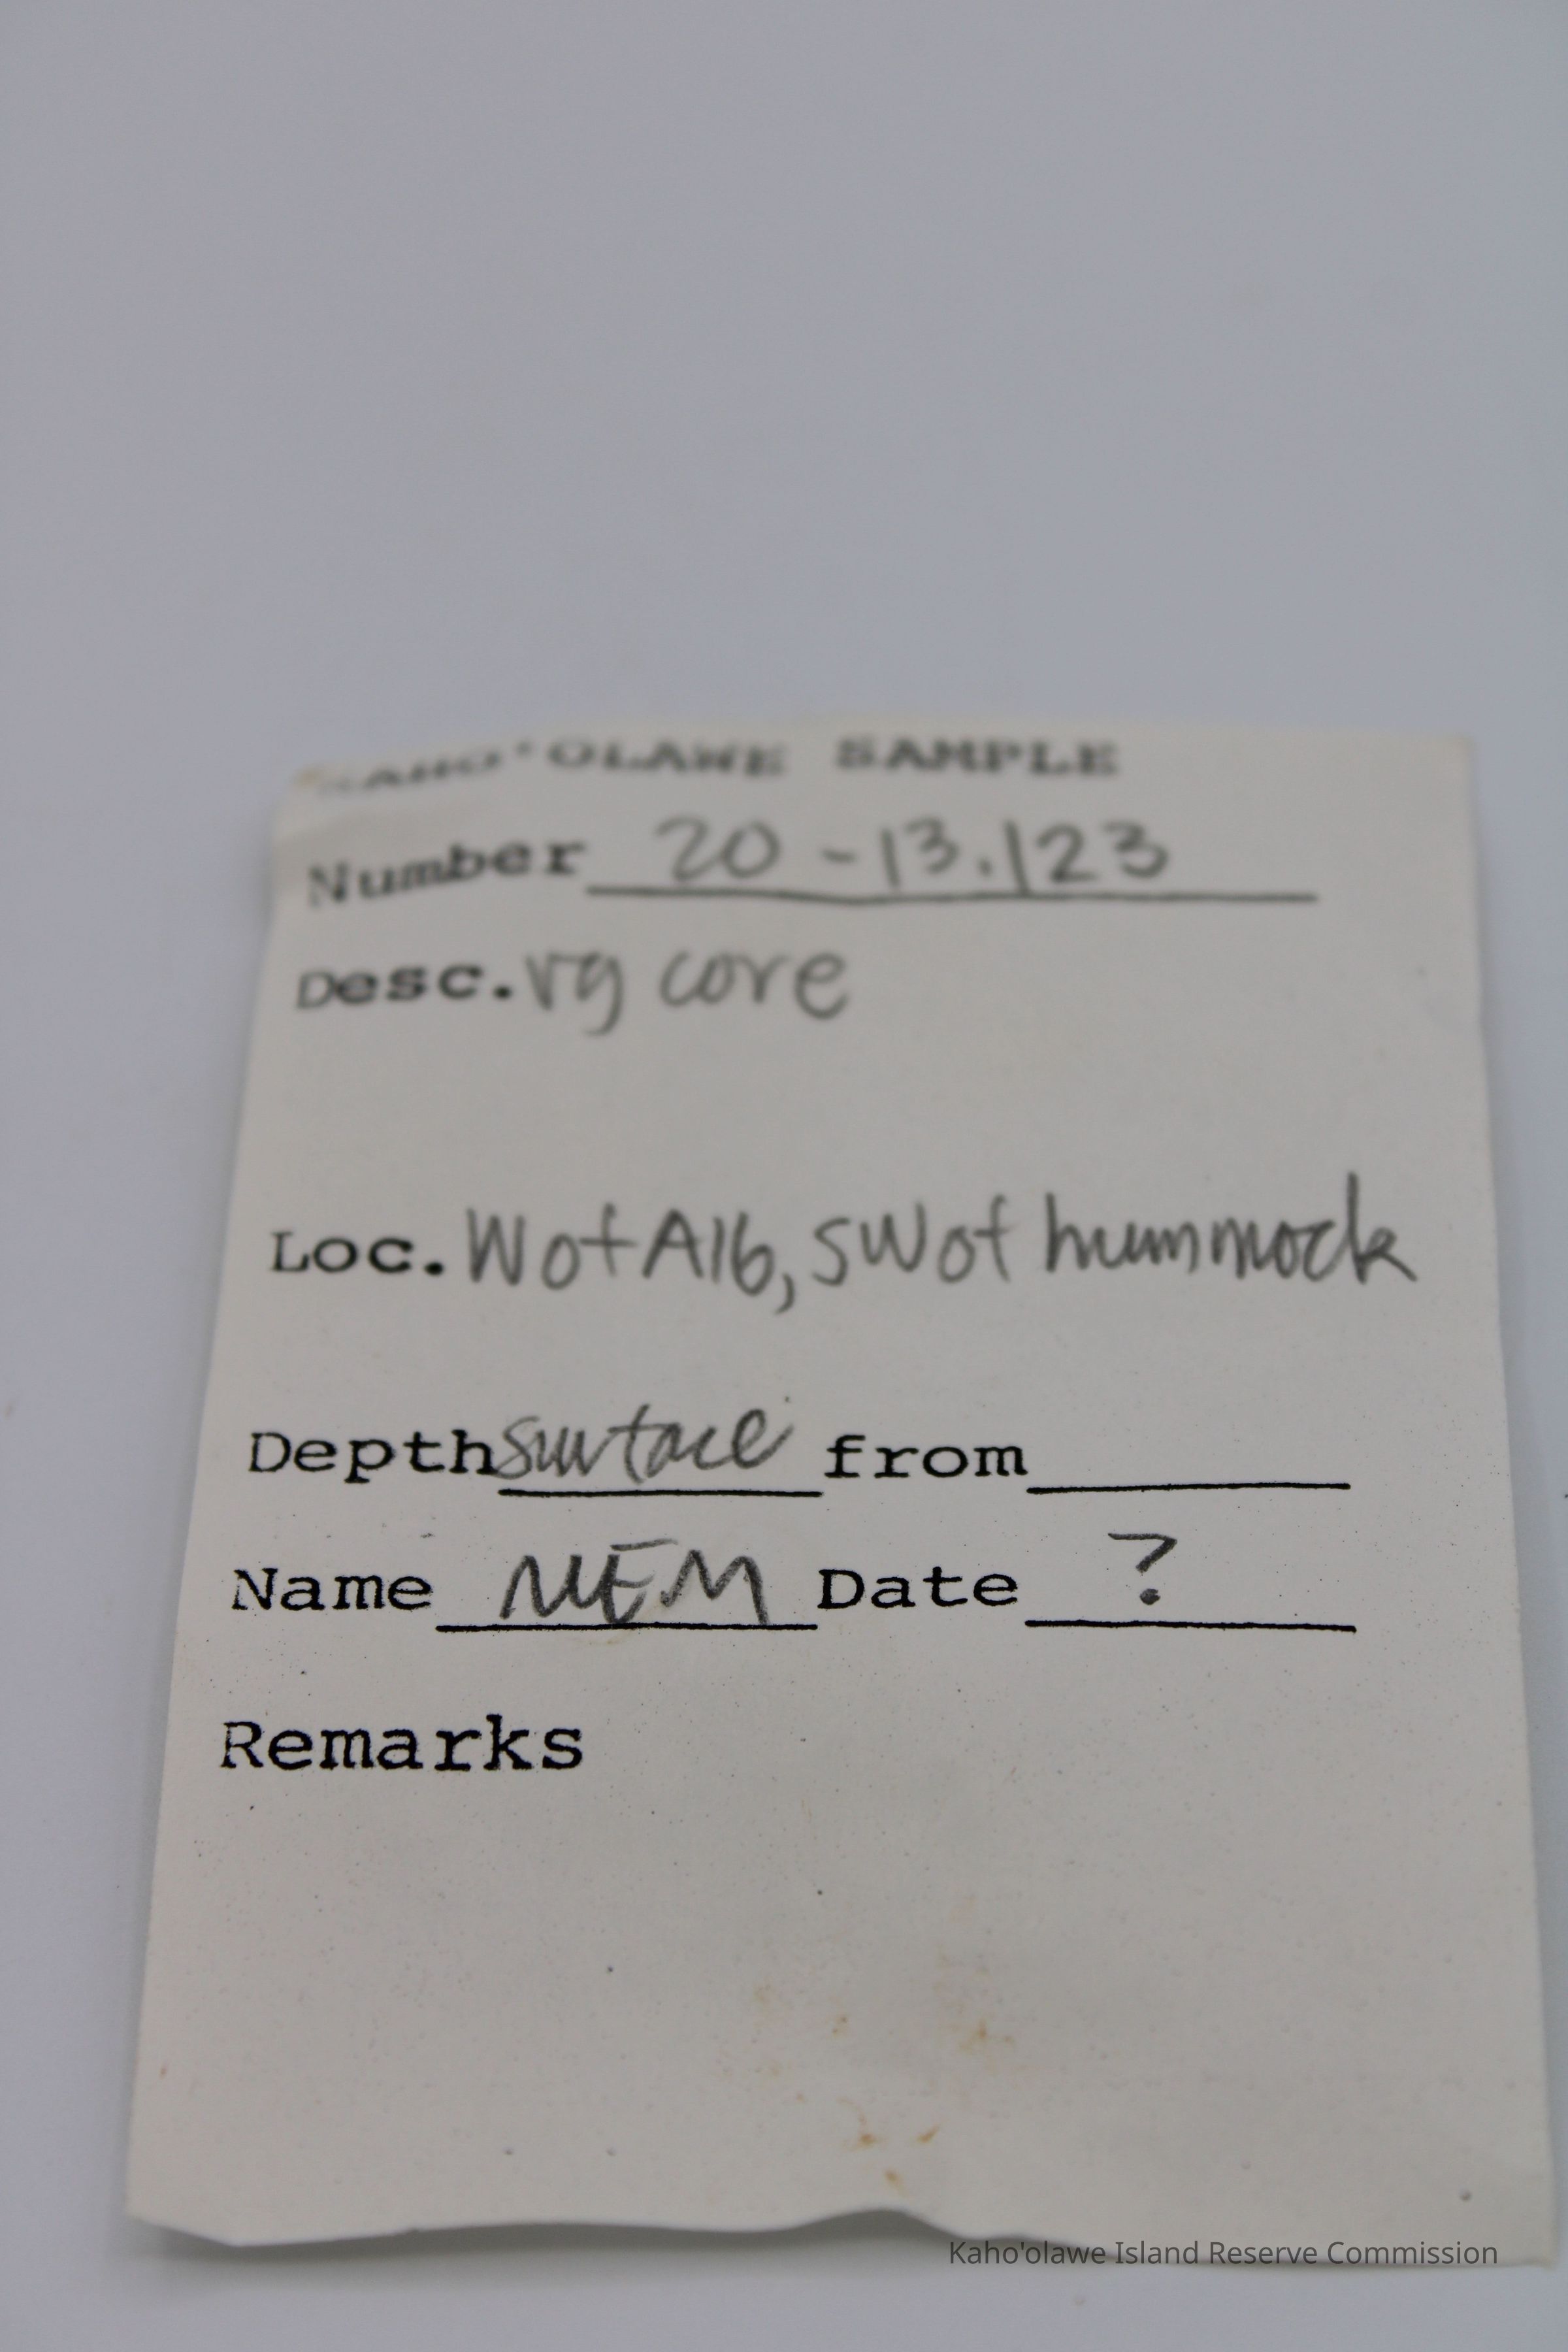 KAHO'OLAWE SAMPLE
Number 20-13.123
Desc. vg core
Loc. W of A16, SW of hummock
Depth surface from
Name MEM Date ?
Remarks
Kaho'olawe Island Reserve Commission